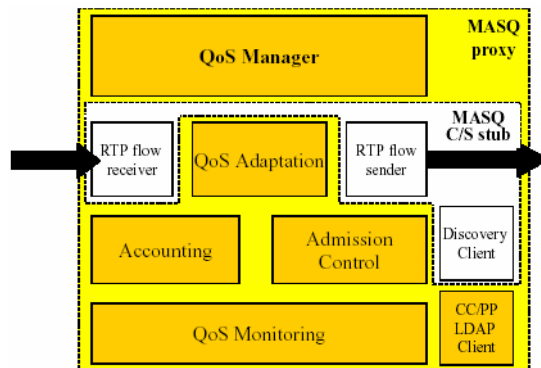 QoS Manager
MASQ
proxy
MASQ
C/S stub
RTP flow
receiver
QoS Adaptation
RTP flow
sender
Accounting
Admission
Control
Discovery
Client
QoS Monitoring
CC/PP
LDAP
Client